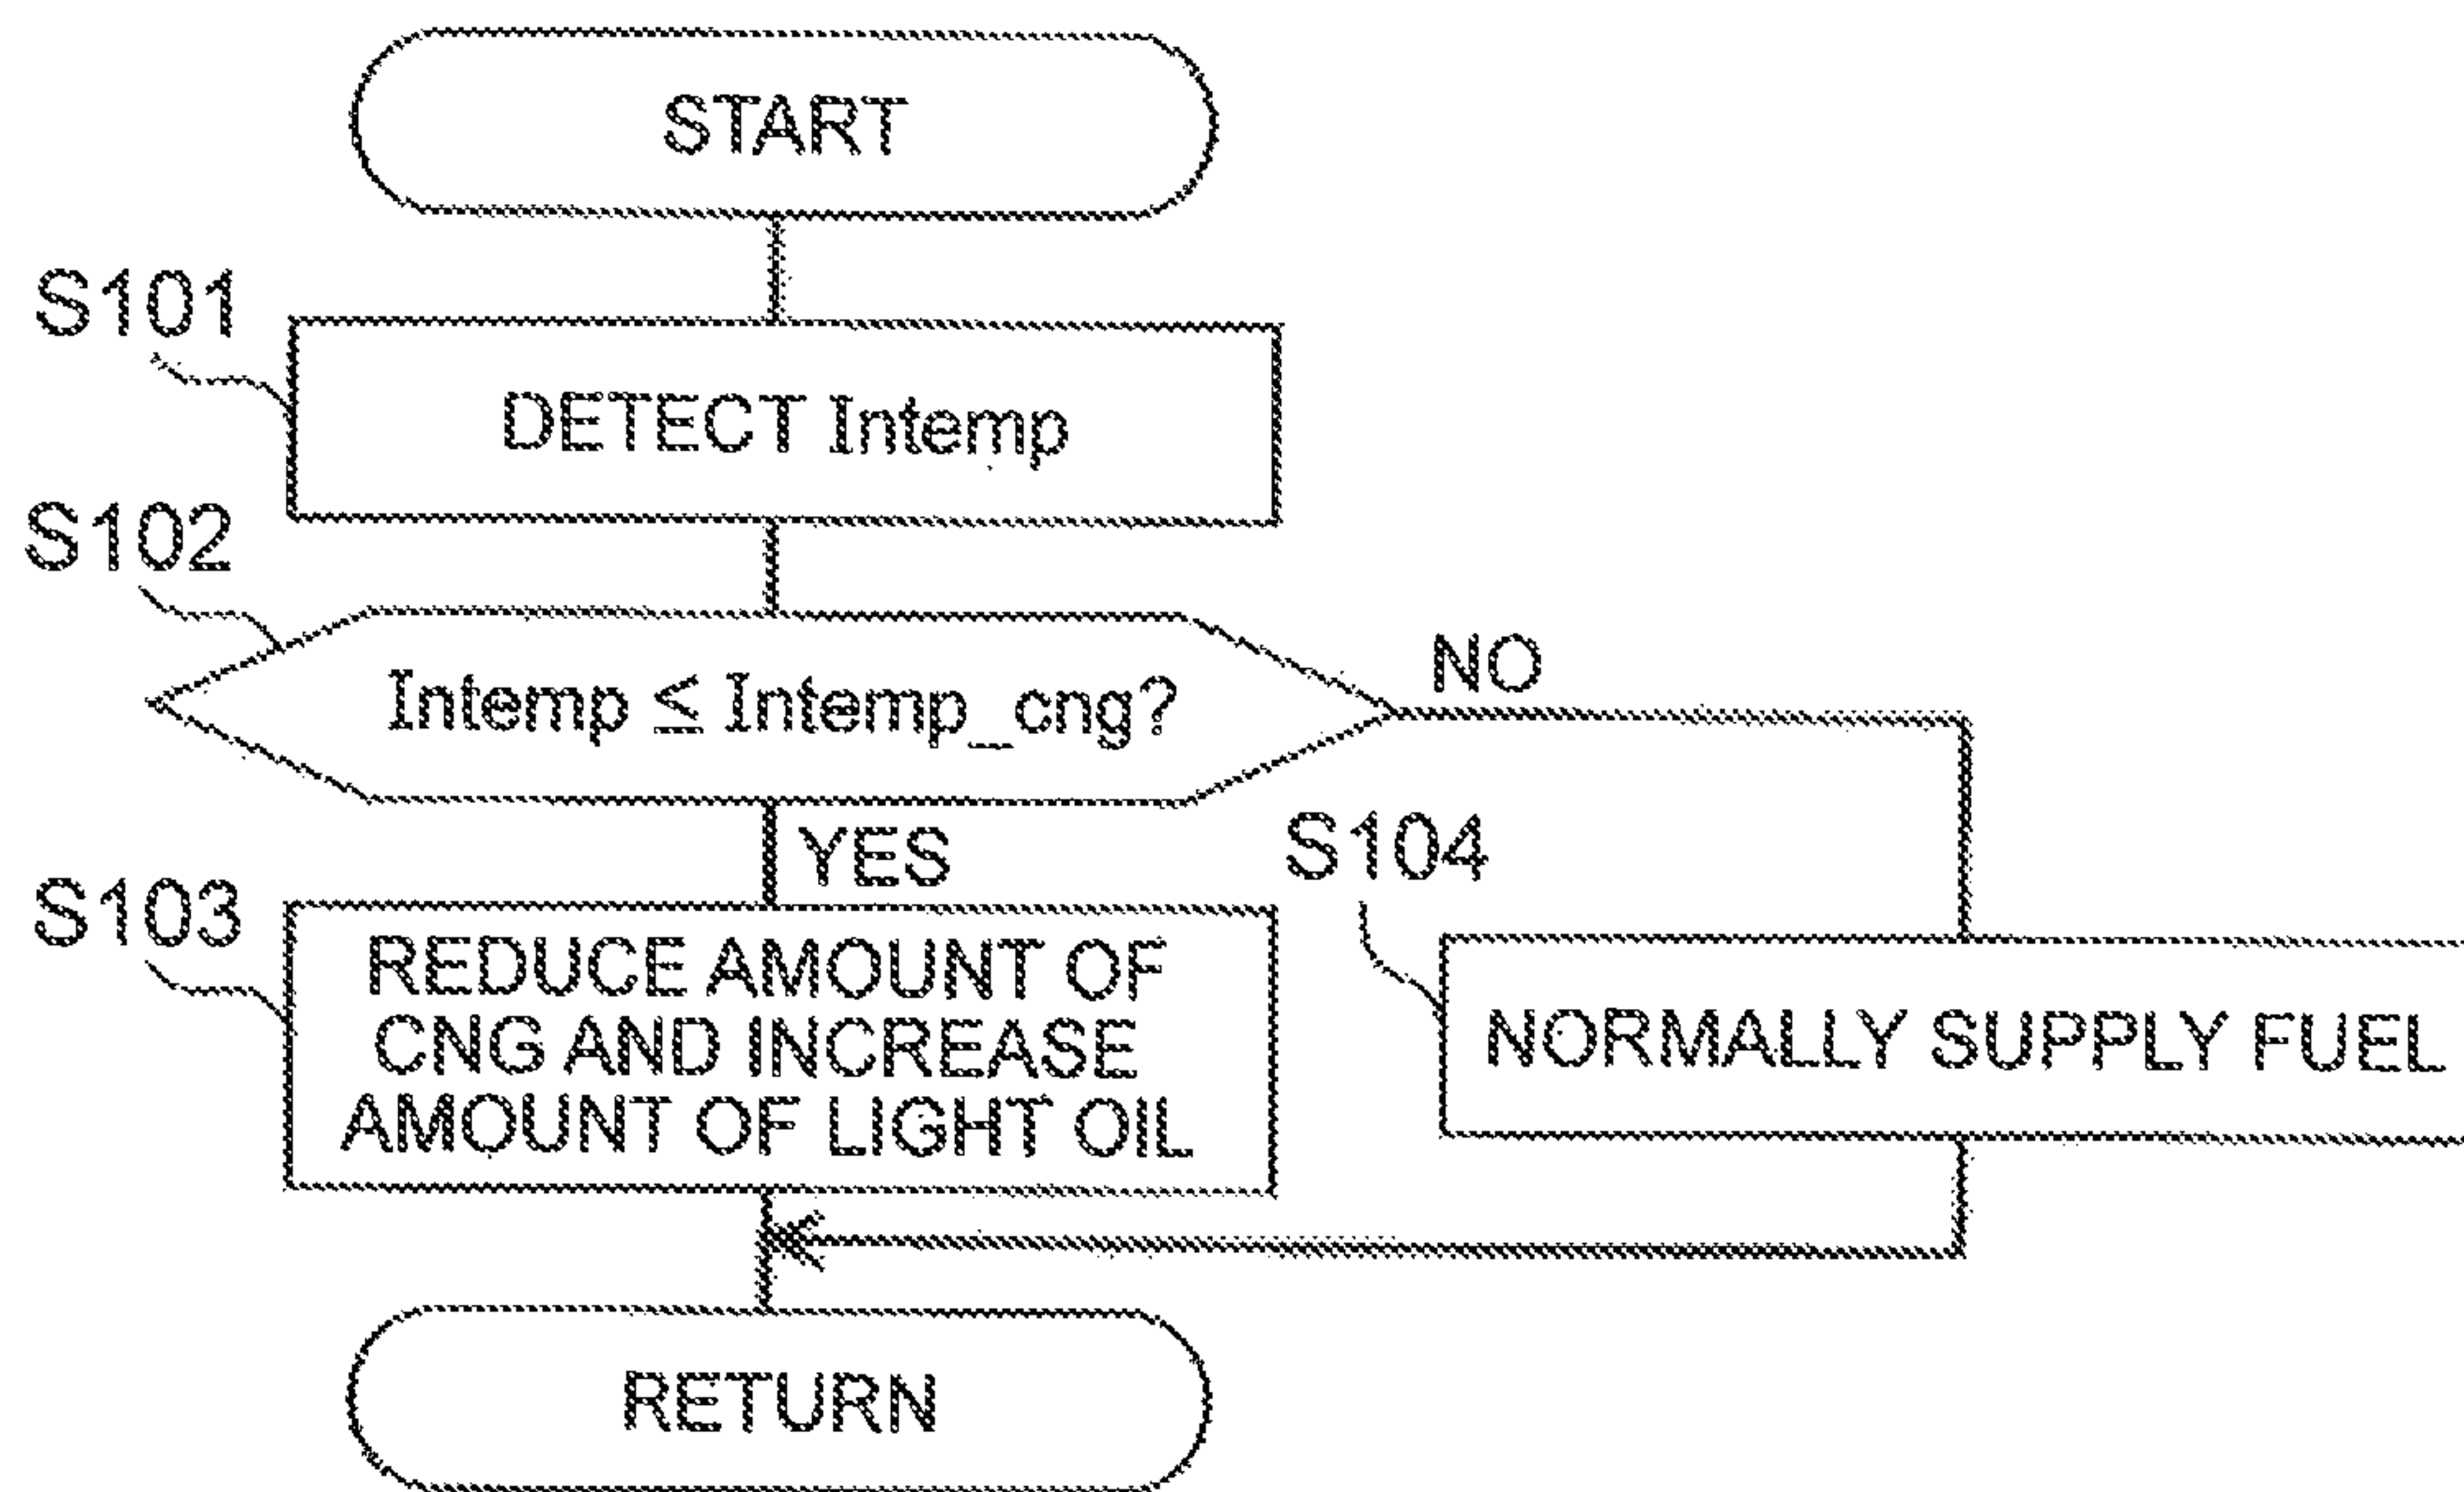 START
S101
DETECT Intemp
S102
Intemp ≤ Intemp_cng?
NO
YES
S103
REDUCE AMOUNT OF
CNG AND INCREASE
AMOUNT OF LIGHT OIL
S104
NORMALLY SUPPLY FUEL
RETURN